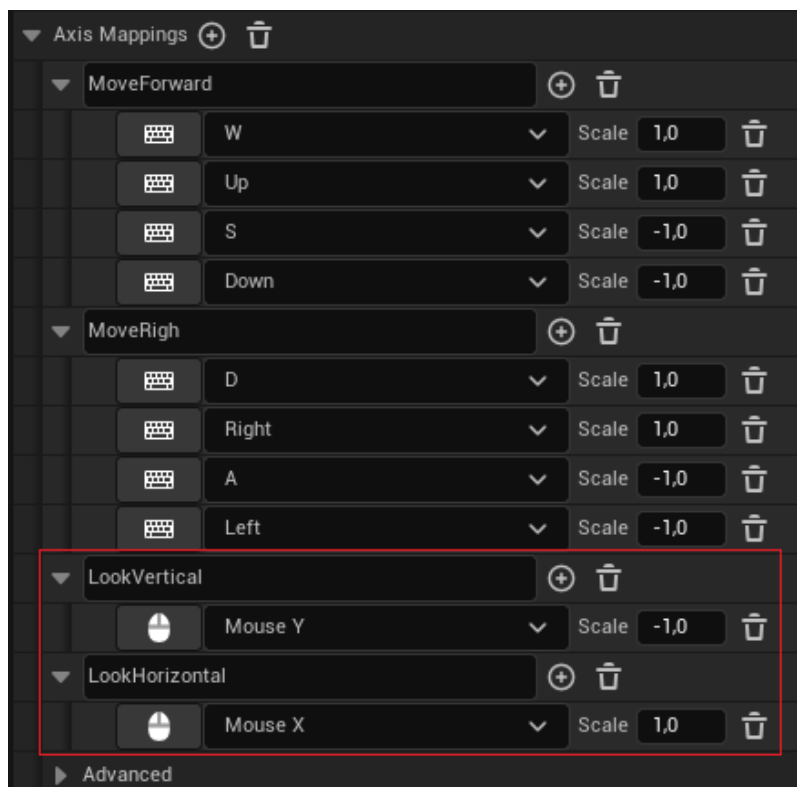 Axis Mappings
MoveForward
W Scale 1,0
Up Scale 1,0
S Scale -1,0
Down Scale -1,0
MoveRigh
D Scale 1,0
Right Scale 1,0
A Scale -1,0
Left Scale -1,0
LookVertical
Mouse Y Scale -1,0
LookHorizontal
Mouse X Scale 1,0
Advanced